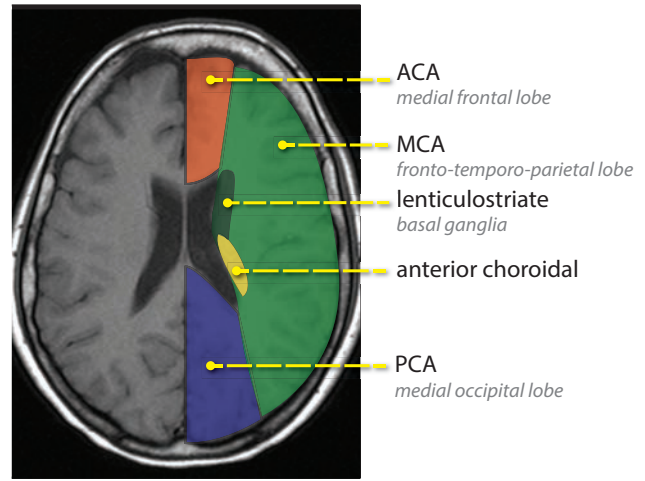 ACA
medial frontal lobe
MCA
fronto-temporo-parietal lobe
lenticulostriate
basal ganglia
anterior choroidal
PCA
medial occipital lobe